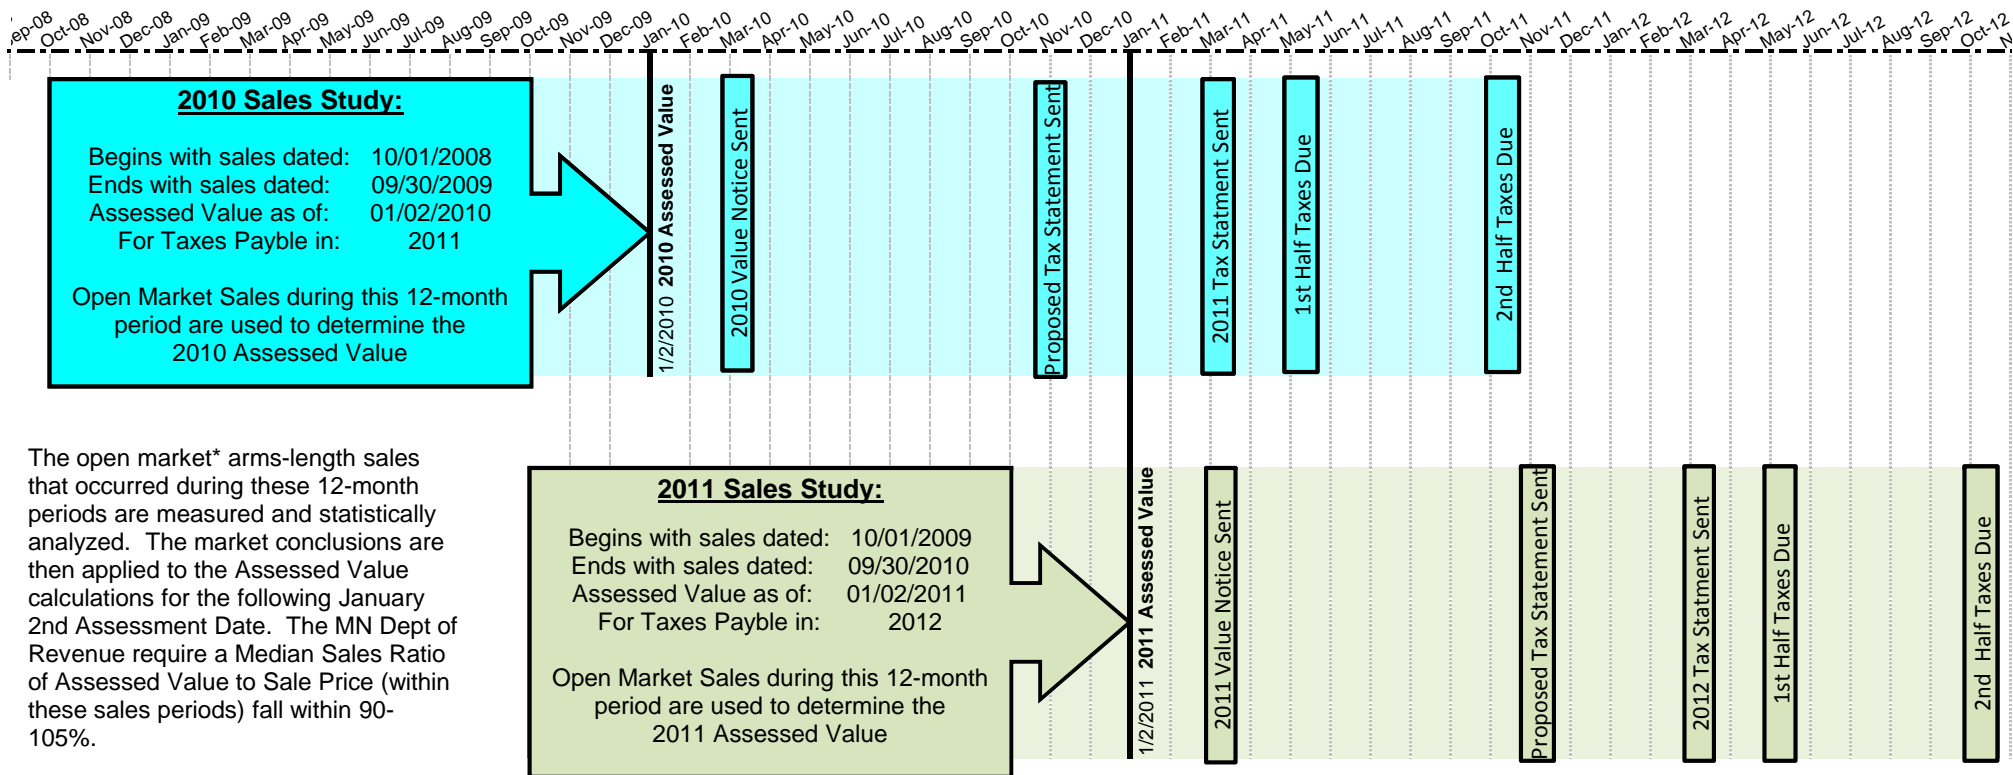 Sep-08 Oct-08 Nov-08 Dec-08 Jan-09 Feb-09 Mar-09 Apr-09 May-09 Jun-09 Jul-09 Aug-09 Sep-09 Oct-09 Nov-09 Dec-09 Jan-10 Feb-10 Mar-10 Apr-10 May-10 Jun-10 Jul-10 Aug-10 Sep-10 Oct-10 Nov-10 Dec-10 Jan-11 Feb-11 Mar-11 Apr-11 May-11 Jun-11 Jul-11 Aug-11 Sep-11 Oct-11 Nov-11 Dec-11 Jan-12 Feb-12 Mar-12 Apr-12 May-12 Jun-12 Jul-12 Aug-12 Sep-12 Oct-12 N
2010 Sales Study:
Begins with sales dated: 10/01/2008
Ends with sales dated: 09/30/2009
Assessed Value as of: 01/02/2010
For Taxes Payble in: 2011
Open Market Sales during this 12-month
period are used to determine the
2010 Assessed Value
1/2/2010 2010 Assessed Value
2010 Value Notice Sent
Proposed Tax Statement Sent
2011 Tax Statment Sent
1st Half Taxes Due
2nd Half Taxes Due
The open market* arms-length sales
that occurred during these 12-month
periods are measured and statistically
analyzed. The market conclusions are
then applied to the Assessed Value
calculations for the following January
2nd Assessment Date. The MN Dept of
Revenue require a Median Sales Ratio
of Assessed Value to Sale Price (within
these sales periods) fall within 90-
105%.
2011 Sales Study:
Begins with sales dated: 10/01/2009
Ends with sales dated: 09/30/2010
Assessed Value as of: 01/02/2011
For Taxes Payble in: 2012
Open Market Sales during this 12-month
period are used to determine the
2011 Assessed Value
1/2/2011 2011 Assessed Value
2011 Value Notice Sent
Proposed Tax Statement Sent
2012 Tax Statment Sent
1st Half Taxes Due
2nd Half Taxes Due